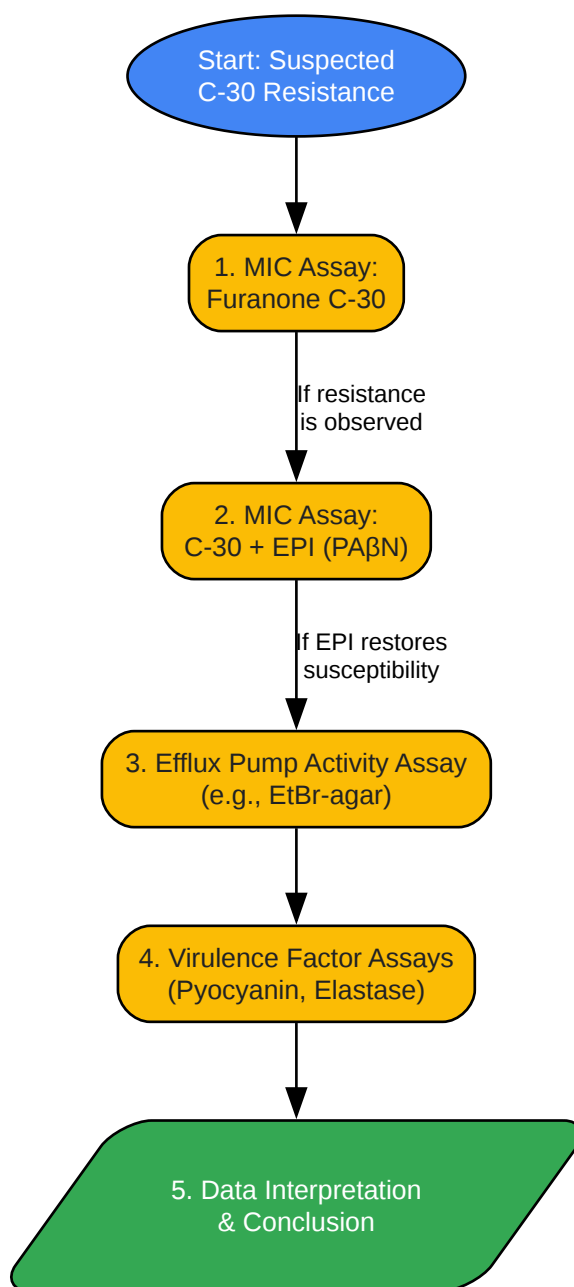 Start: Suspected
C-30 Resistance
1. MIC Assay:
Furanone C-30
If resistance
is observed
2. MIC Assay:
C-30 + EPI (PAβN)
If EPI restores
susceptibility
3. Efflux Pump Activity Assay
(e.g., EtBr-agar)
4. Virulence Factor Assays
(Pyocyanin, Elastase)
5. Data Interpretation
& Conclusion